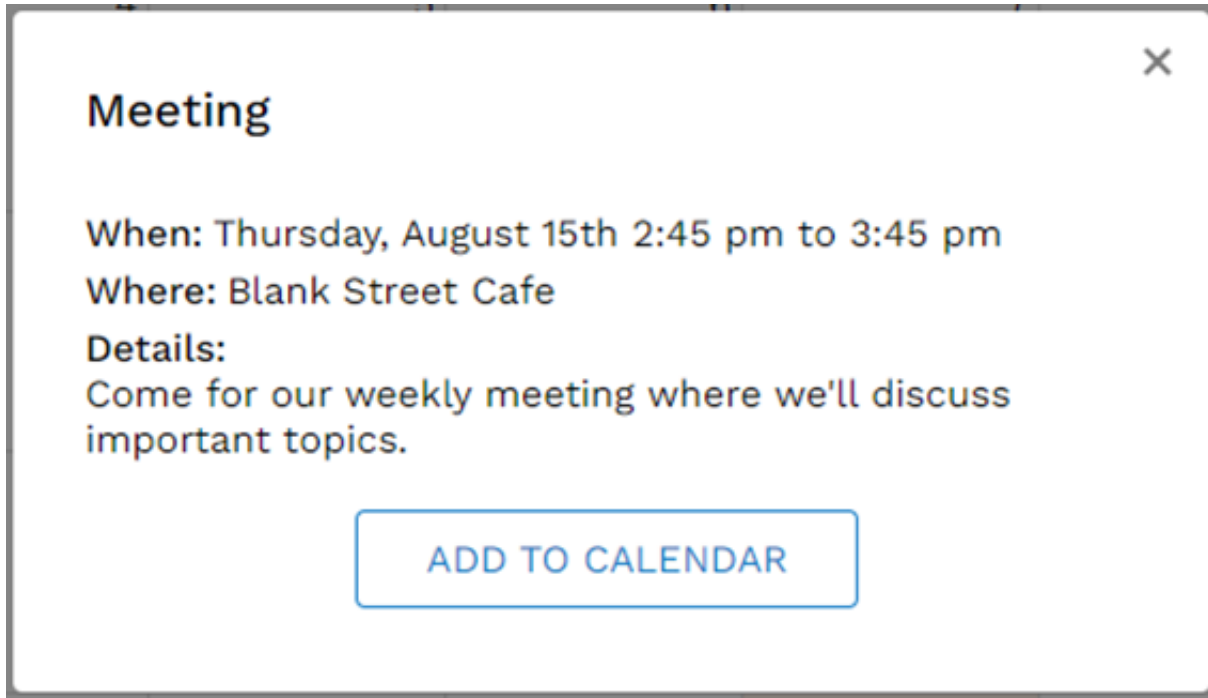 Meeting
When: Thursday, August 15th 2:45 pm to 3:45 pm
Where: Blank Street Cafe
Details:
Come for our weekly meeting where we'll discuss
important topics.
ADD TO CALENDAR